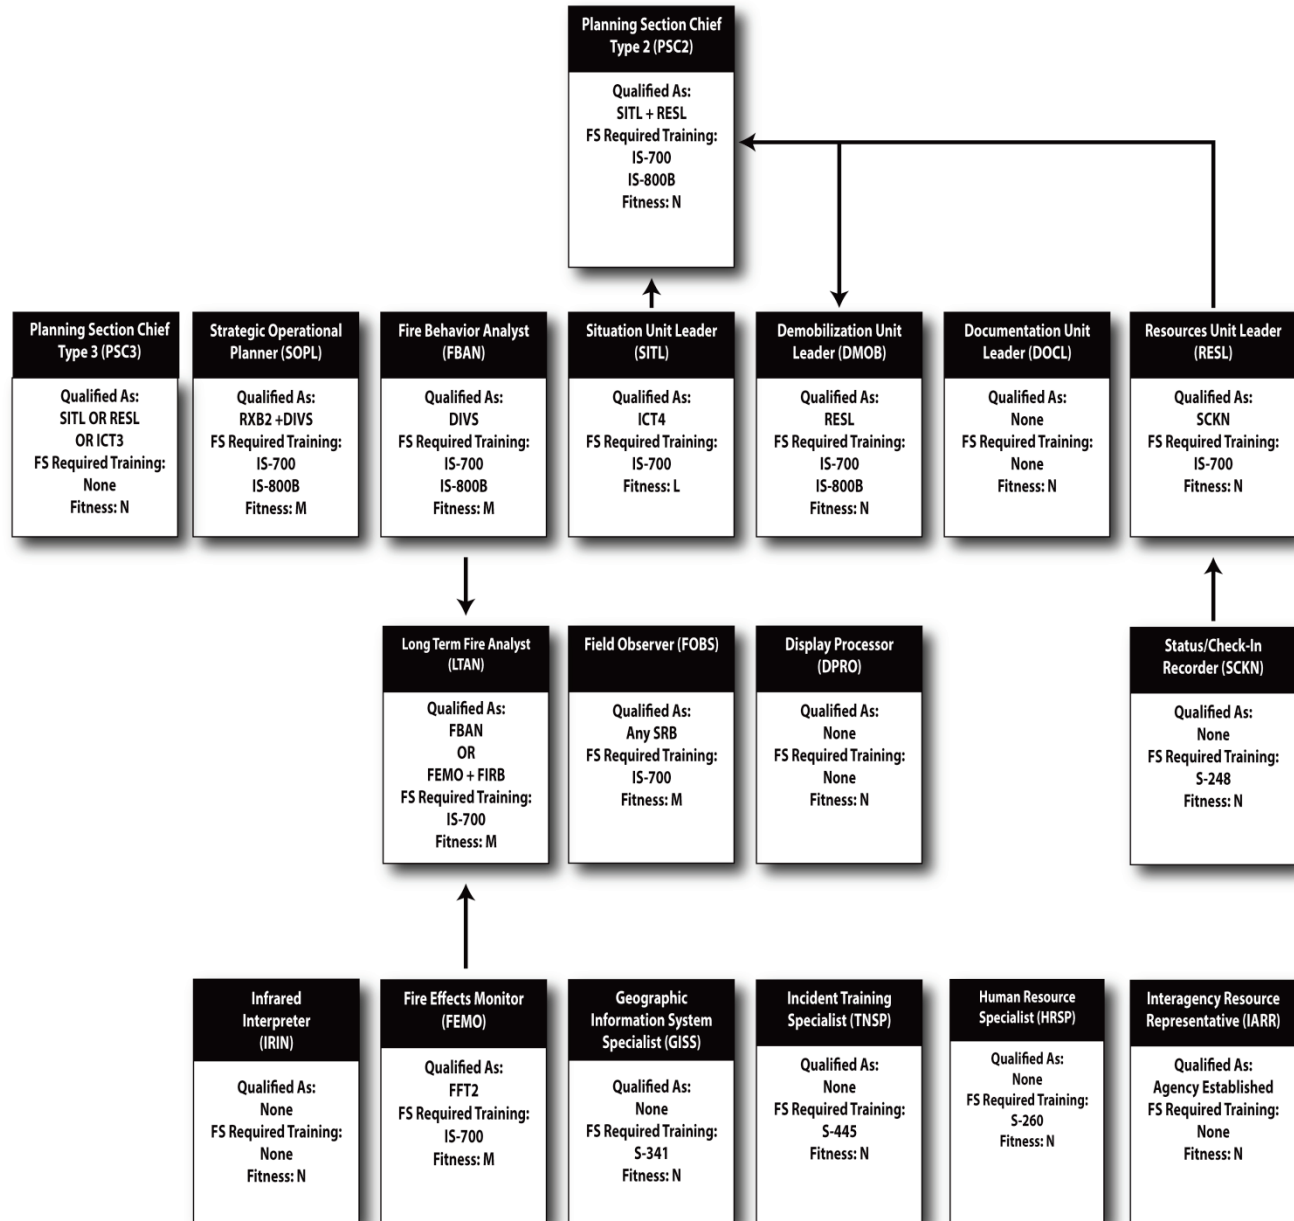 Planning Section Chief
Type 2 (PSC2)
Qualified As:
SITL + RESL
FS Required Training:
IS-700
IS-800B
Fitness: N
Planning Section Chief
Type 3 (PSC3)
Qualified As:
SITL OR RESL
OR ICT3
FS Required Training:
None
Fitness: N
Strategic Operational
Planner (SOPL)
Qualified As:
RXB2 +DIVS
FS Required Training:
IS-700
IS-800B
Fitness: M
Fire Behavior Analyst
(FBAN)
Qualified As:
DIVS
FS Required Training:
IS-700
IS-800B
Fitness: M
Situation Unit Leader
(SITL)
Qualified As:
ICT4
FS Required Training:
IS-700
Fitness: L
Demobilization Unit
Leader (DMOB)
Qualified As:
RESL
FS Required Training:
IS-700
IS-800B
Fitness: N
Documentation Unit
Leader (DOCL)
Qualified As:
None
FS Required Training:
None
Fitness: N
Resources Unit Leader
(RESL)
Qualified As:
SCKN
FS Required Training:
IS-700
Fitness: N
Long Term Fire Analyst
(LTAN)
Qualified As:
FBAN
OR
FEMO + FIRB
FS Required Training:
IS-700
Fitness: M
Field Observer (FOBS)
Qualified As:
Any SRB
FS Required Training:
IS-700
Fitness: M
Display Processor
(DPRO)
Qualified As:
None
FS Required Training:
None
Fitness: N
Status/Check-In
Recorder (SCKN)
Qualified As:
None
FS Required Training:
S-248
Fitness: N
Infrared
Interpreter
(IRIN)
Qualified As:
None
FS Required Training:
None
Fitness: N
Fire Effects Monitor
(FEMO)
Qualified As:
FFT2
FS Required Training:
IS-700
Fitness: M
Geographic
Information System
Specialist (GISS)
Qualified As:
None
FS Required Training:
S-341
Fitness: N
Incident Training
Specialist (TNSP)
Qualified As:
None
FS Required Training:
S-445
Fitness: N
Human Resource
Specialist (HRSP)
Qualified As:
None
FS Required Training:
S-260
Fitness: N
Interagency Resource
Representative (IARR)
Qualified As:
Agency Established
FS Required Training:
None
Fitness: N